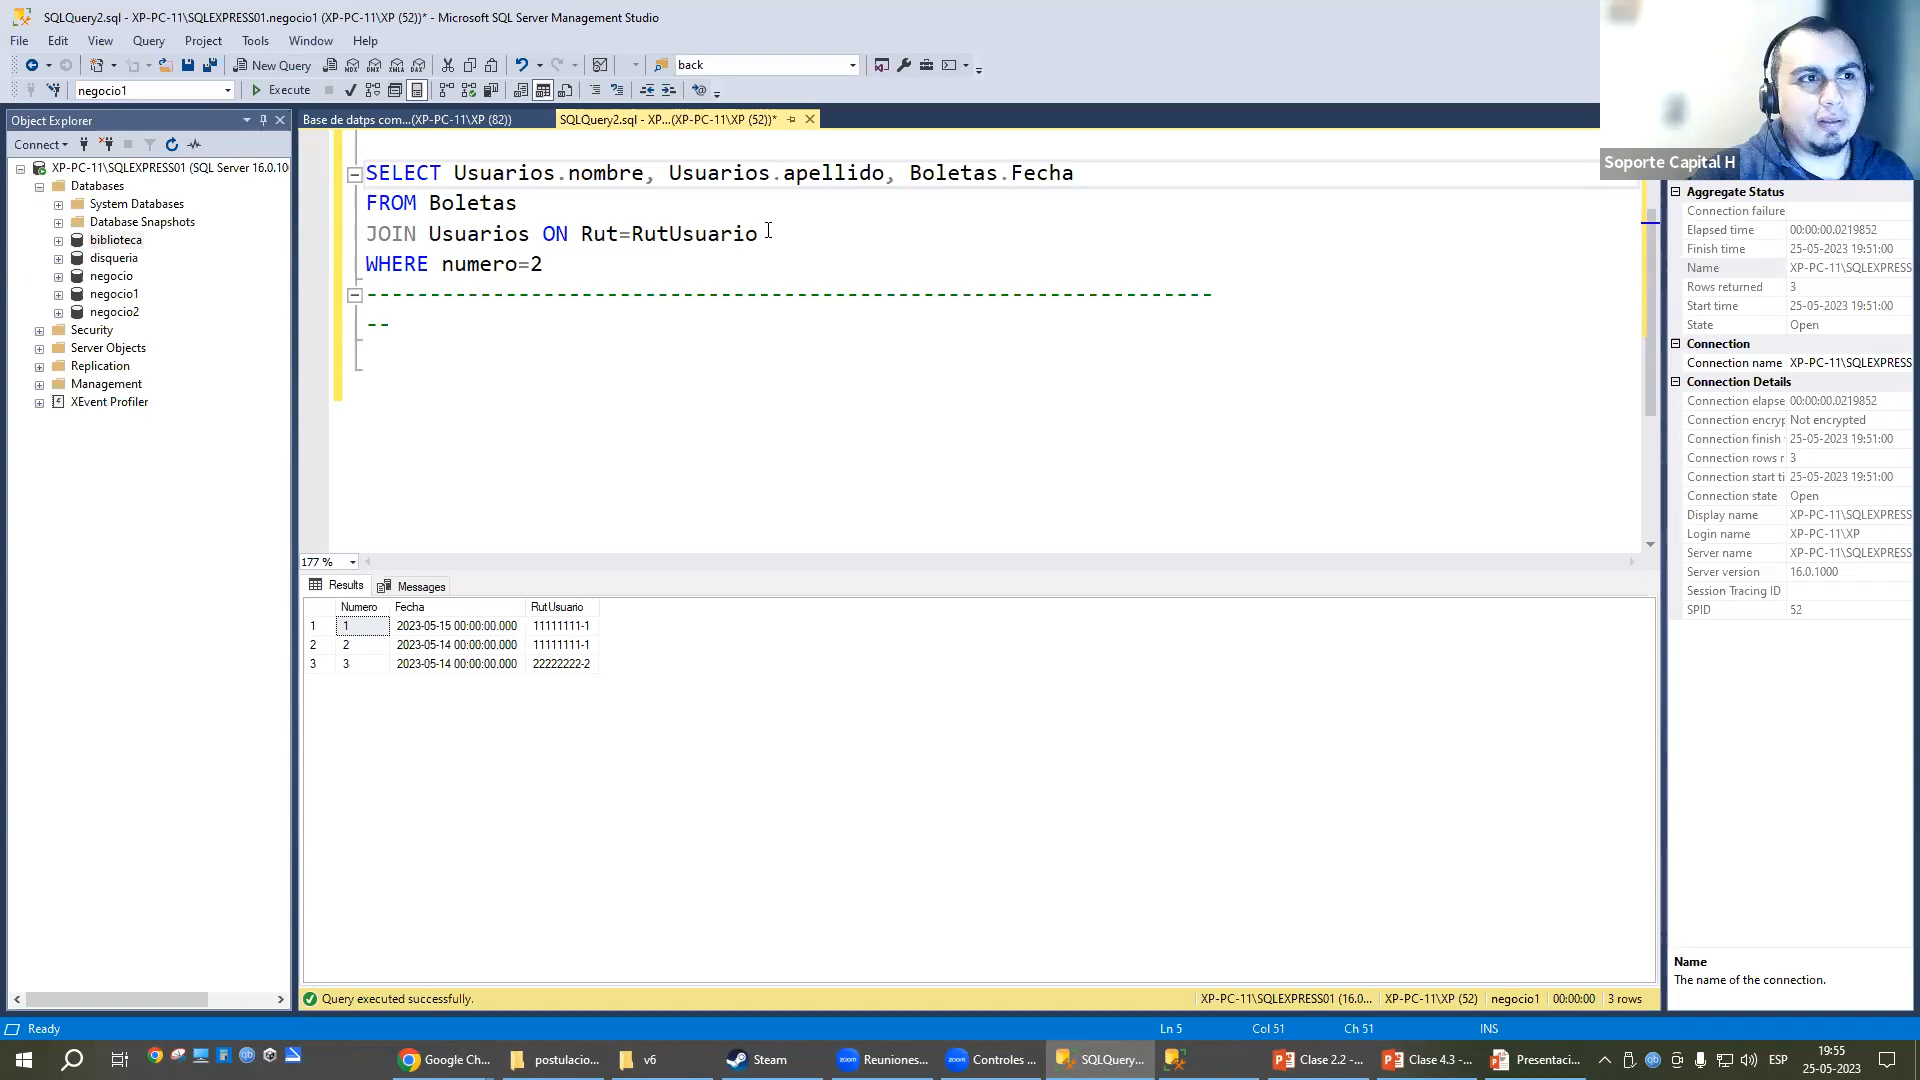 SQLQuery2.sql - XP-PC-11\SQLEXPRESS01.negocio1 (XP-PC-11\XP (52))* - Microsoft SQL Server Management Studio
File Edit View Query Project Tools Window Help
New Query back
negocio1 Execute
Object Explorer
Connect
XP-PC-11\SQLEXPRESS01 (SQL Server 16.0.10
Databases
System Databases
Database Snapshots
biblioteca
disqueria
negocio
negocio1
negocio2
Security
Server Objects
Replication
Management
XEvent Profiler
Base de datps com...(XP-PC-11\XP (82))
SQLQuery2.sql - XP...(XP-PC-11\XP (52))*
SELECT Usuarios.nombre, Usuarios.apellido, Boletas.Fecha
FROM Boletas
JOIN Usuarios ON Rut=RutUsuario
WHERE numero=2
-------------------------------------------------------------------
--
177 %
Results Messages
Numero Fecha RutUsuario
1 1 2023-05-15 00:00:00.000 11111111-1
2 2 2023-05-14 00:00:00.000 11111111-1
3 3 2023-05-14 00:00:00.000 22222222-2
Query executed successfully. XP-PC-11\SQLEXPRESS01 (16.0... XP-PC-11\XP (52) negocio1 00:00:00 3 rows
Soporte Capital H
Aggregate Status
Connection failure
Elapsed time 00:00:00.0219852
Finish time 25-05-2023 19:51:00
Name XP-PC-11\SQLEXPRESS
Rows returned 3
Start time 25-05-2023 19:51:00
State Open
Connection
Connection name XP-PC-11\SQLEXPRESS
Connection Details
Connection elapse 00:00:00.0219852
Connection encryp Not encrypted
Connection finish 25-05-2023 19:51:00
Connection rows r 3
Connection start ti 25-05-2023 19:51:00
Connection state Open
Display name XP-PC-11\SQLEXPRESS
Login name XP-PC-11\XP
Server name XP-PC-11\SQLEXPRESS
Server version 16.0.1000
Session Tracing ID
SPID 52
Name
The name of the connection.
Ready Ln 5 Col 51 Ch 51 INS
Google Ch... postulacio... v6 Steam Reuniones... Controles ... SQLQuery... Clase 2.2 -... Clase 4.3 -... Presentaci... ESP 19:55
25-05-2023